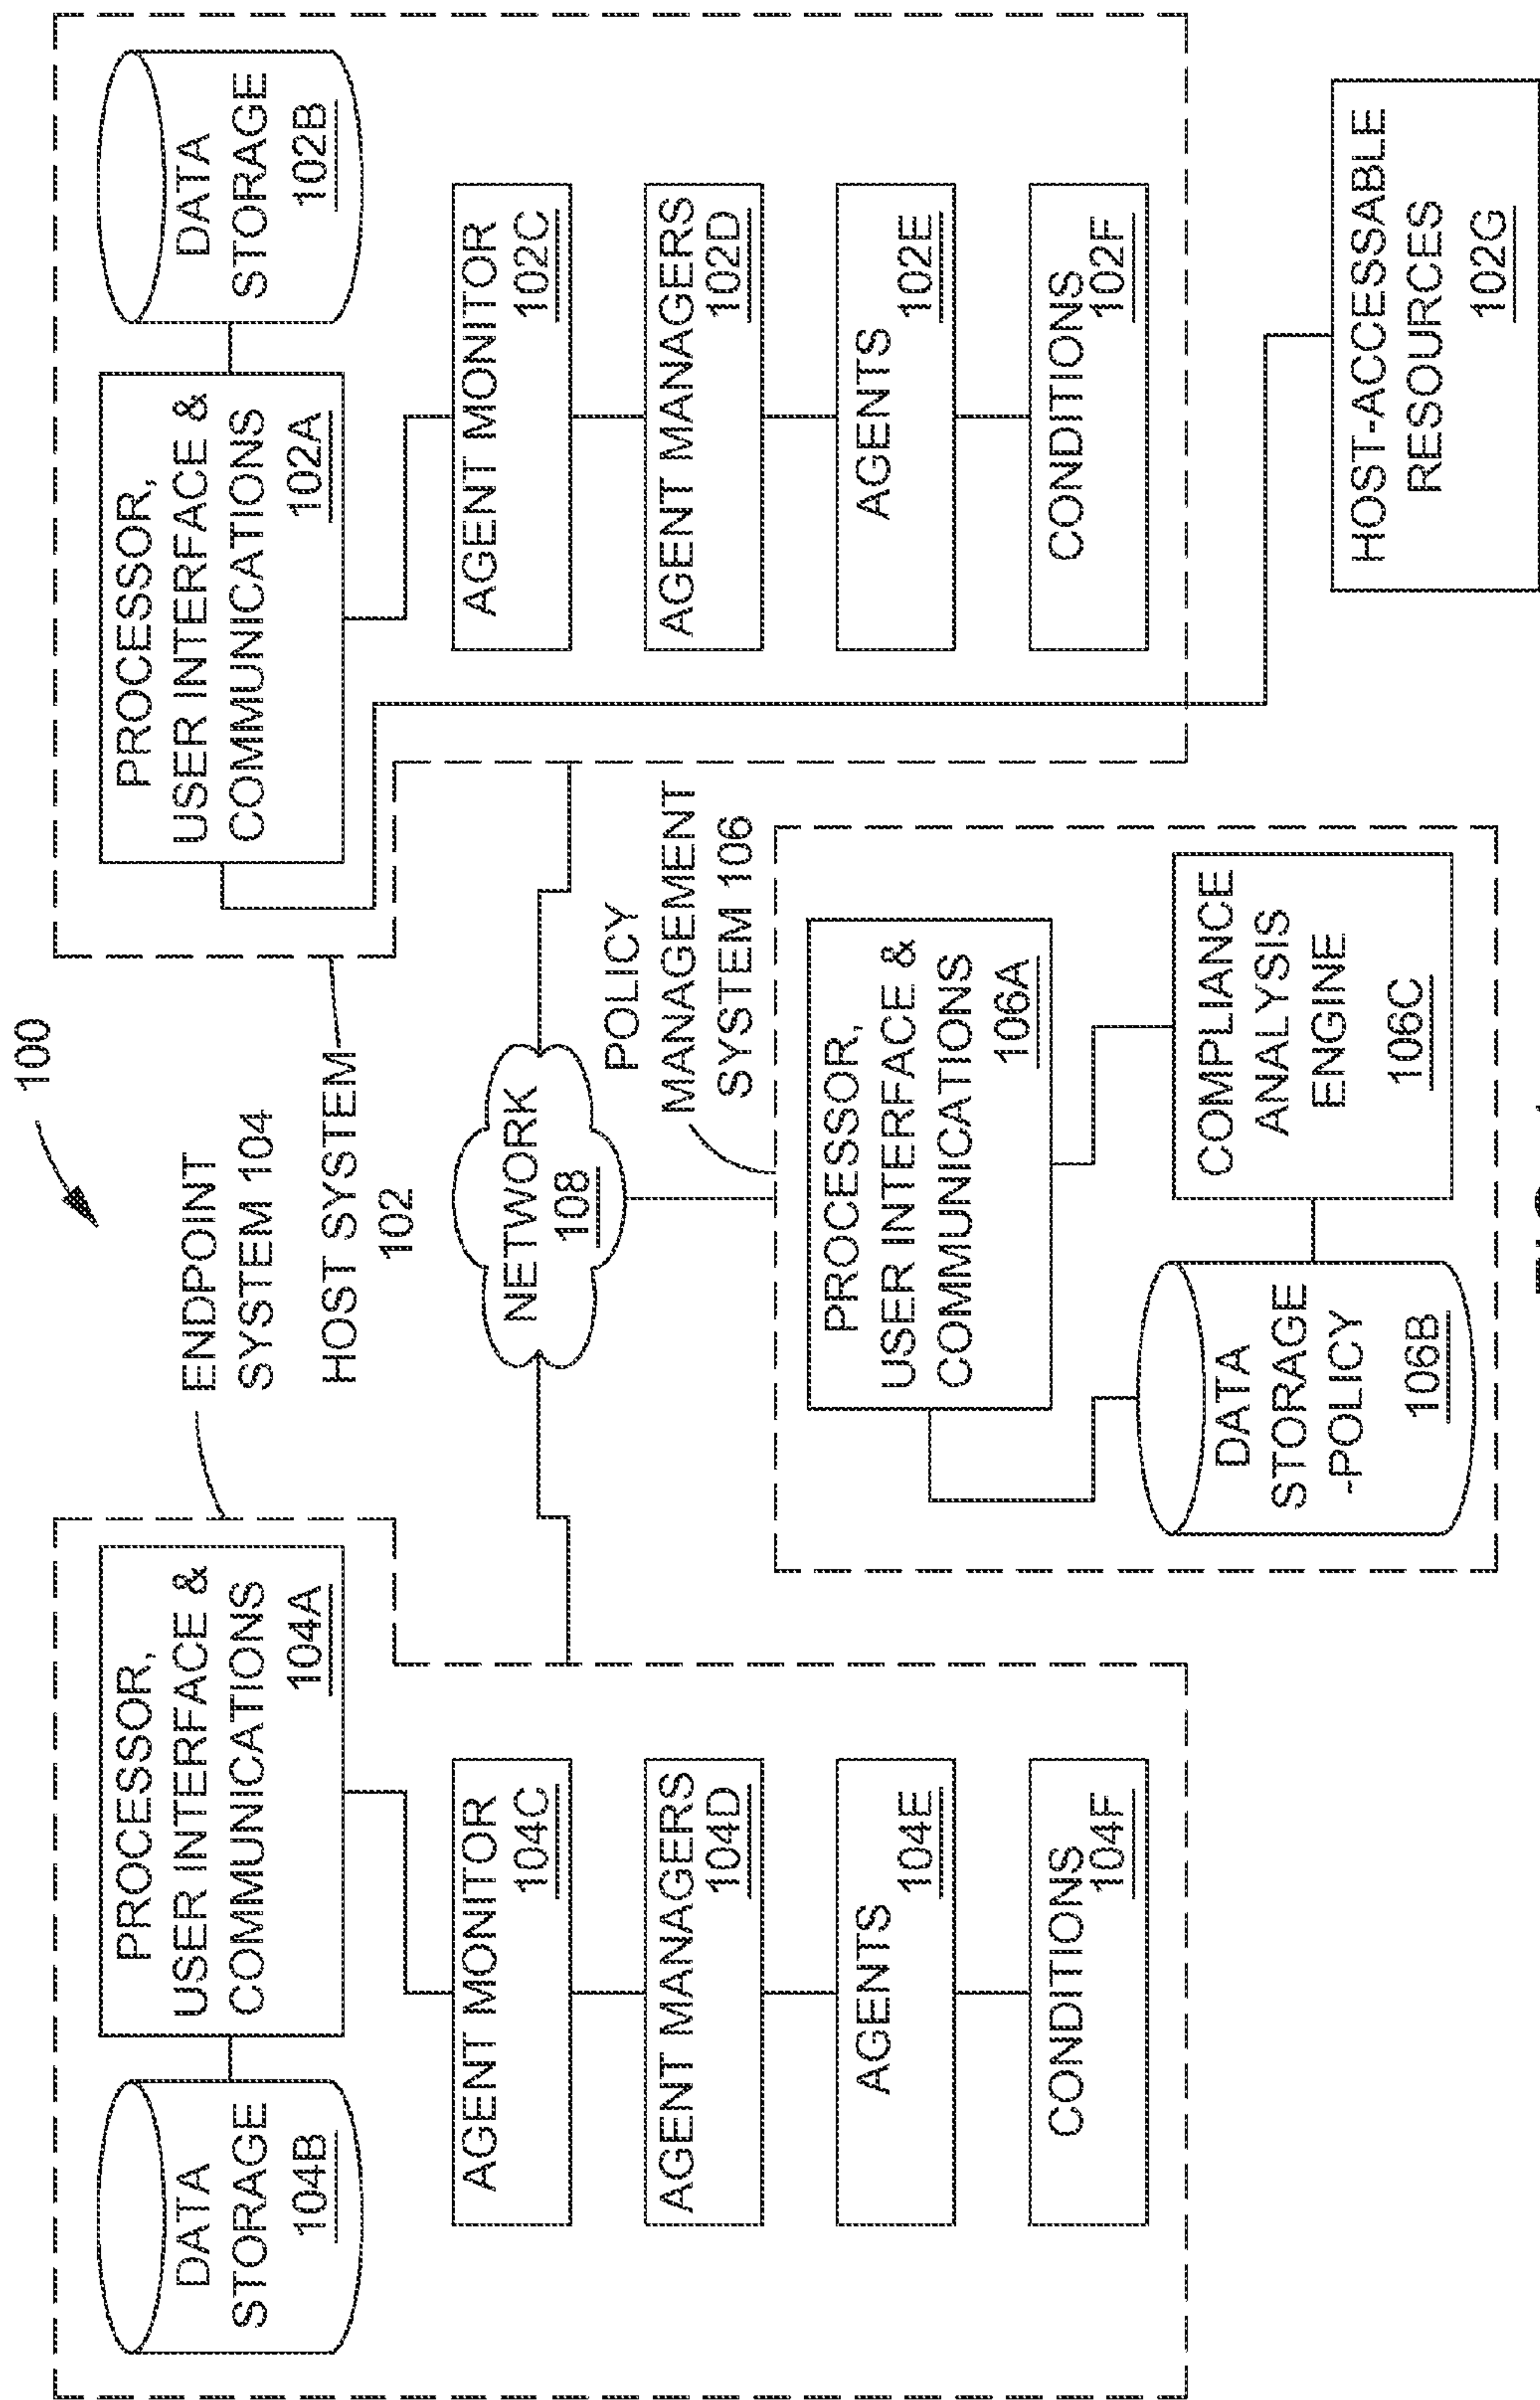 100
ENDPOINT
SYSTEM 104
HOST SYSTEM
102
PROCESSOR,
USER INTERFACE &
COMMUNICATIONS
104A
DATA
STORAGE
104B
AGENT MONITOR
104C
AGENT MANAGERS
104D
AGENTS
104E
CONDITIONS
104F
NETWORK
108
PROCESSOR,
USER INTERFACE &
COMMUNICATIONS
102A
DATA
STORAGE
102B
AGENT MONITOR
102C
AGENT MANAGERS
102D
AGENTS
102E
CONDITIONS
102F
HOST-ACCESSABLE
RESOURCES
102G
POLICY
MANAGEMENT
SYSTEM 106
PROCESSOR,
USER INTERFACE &
COMMUNICATIONS
106A
DATA
STORAGE
-POLICY
106B
COMPLIANCE
ANALYSIS
ENGINE
106C